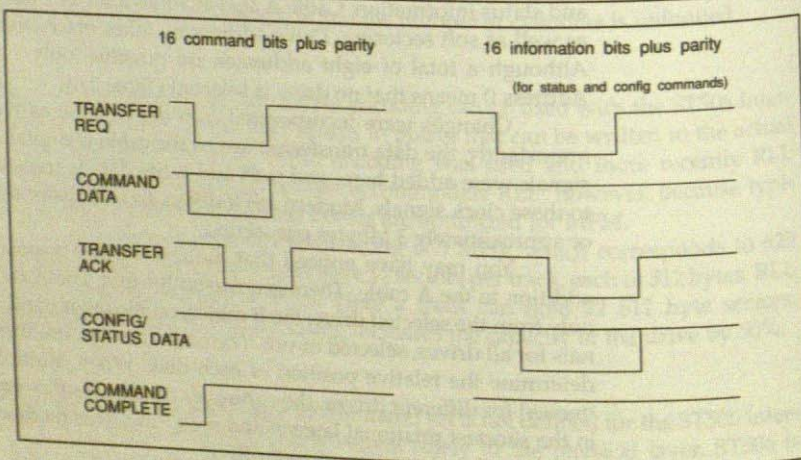 16 command bits plus parity
16 information bits plus parity
(for status and config commands)
TRANSFER
REQ
COMMAND
DATA
TRANSFER
ACK
CONFIG/
STATUS DATA
COMMAND
COMPLETE